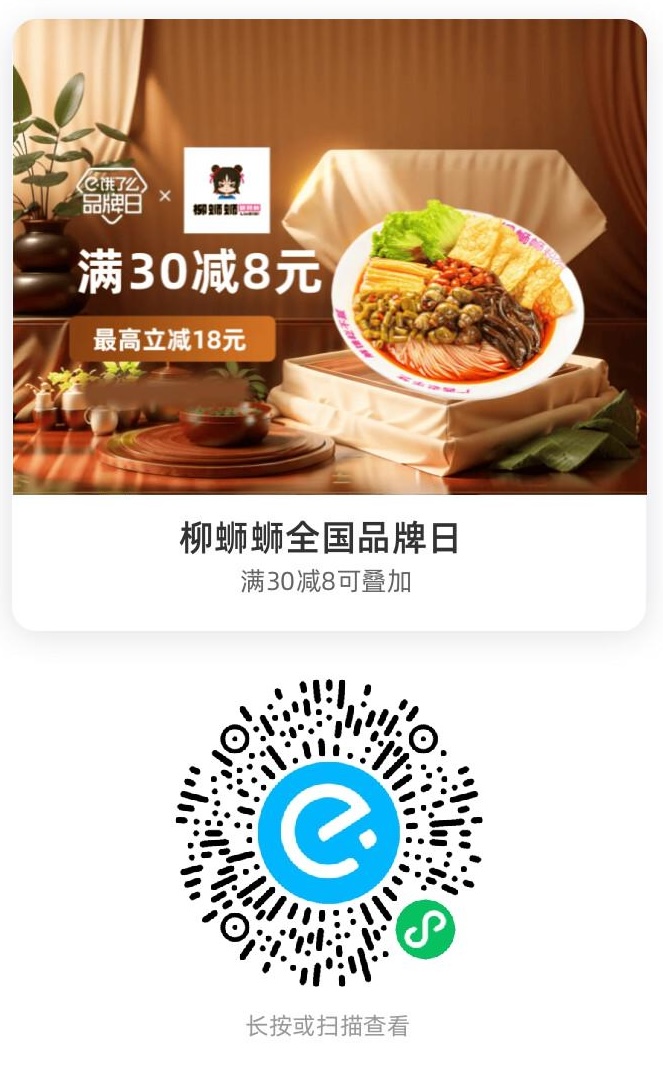 饿了么 × 柳螄螄
品牌日
满30减8元
最高立减18元
柳蛳蛳全国品牌日
满30减8可叠加
长按或扫描查看